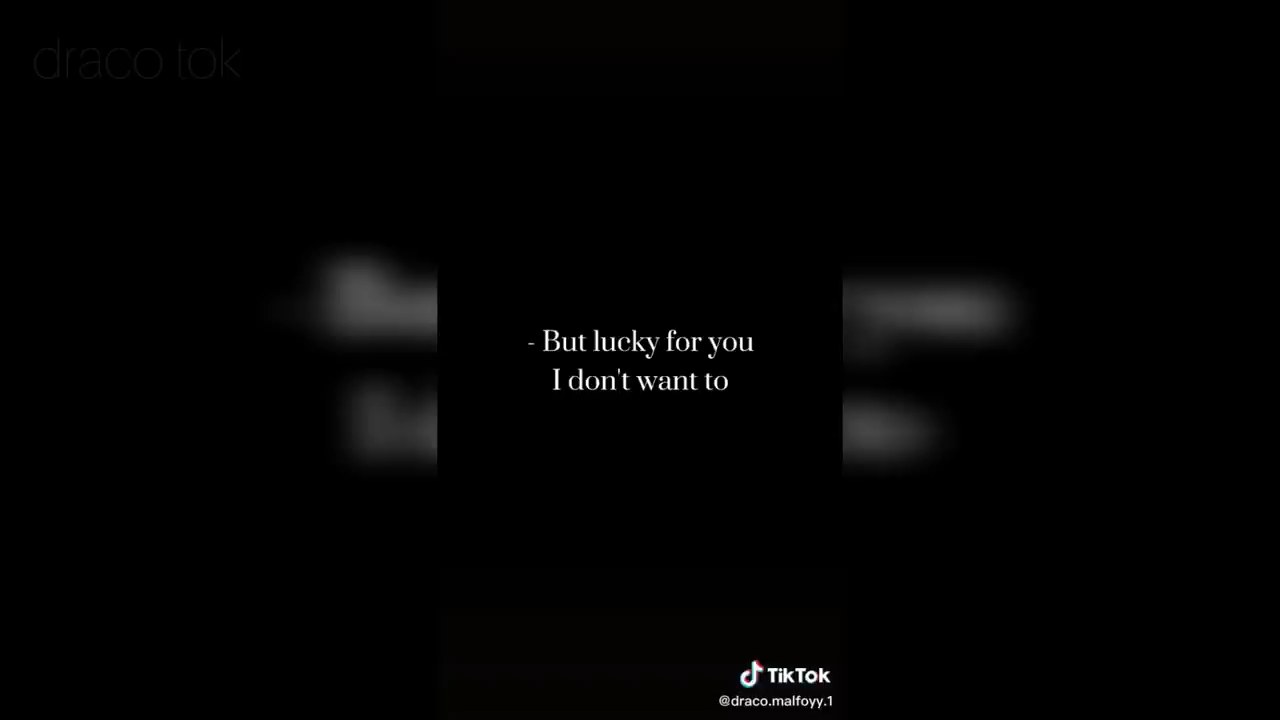 draco tok
- But lucky for you
I don't want to
TikTok
@draco.malfoyy.1